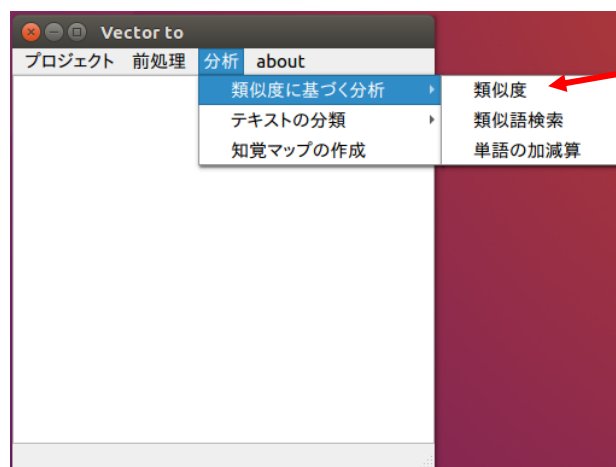 Vector to
プロジェクト 前処理 分析 about
類似度に基づく分析 類似度
テキストの分類 類似語検索
知覚マップの作成 単語の加減算